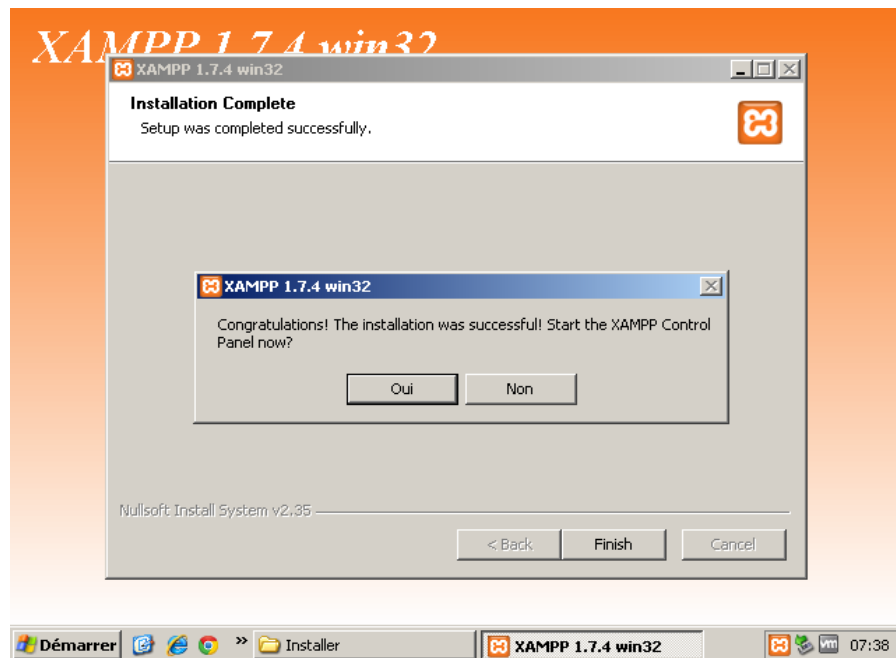 XAMPP 1.7.4 win32
XAMPP 1.7.4 win32
Installation Complete
Setup was completed successfully.
XAMPP 1.7.4 win32
Congratulations! The installation was successful! Start the XAMPP Control
Panel now?
Oui
Non
Nullsoft Install System v2.35
< Back
Finish
Cancel
Démarrer
»
Installer
XAMPP 1.7.4 win32
vm
07:38